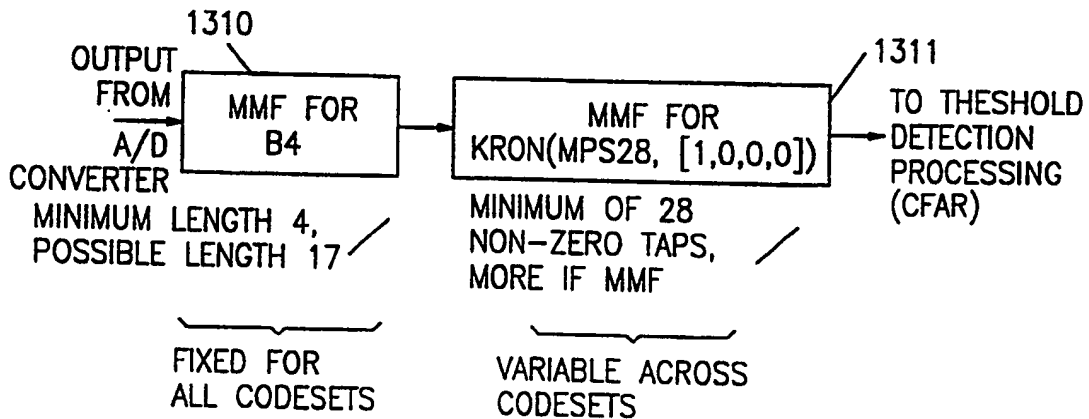 1310
OUTPUT
FROM
A/D
CONVERTER
MMF FOR
B4
1311
MMF FOR
KRON(MPS28, [1,0,0,0])
TO THESHOLD
DETECTION
PROCESSING
(CFAR)
MINIMUM LENGTH 4,
POSSIBLE LENGTH 17
MINIMUM OF 28
NON-ZERO TAPS,
MORE IF MMF
FIXED FOR
ALL CODESETS
VARIABLE ACROSS
CODESETS